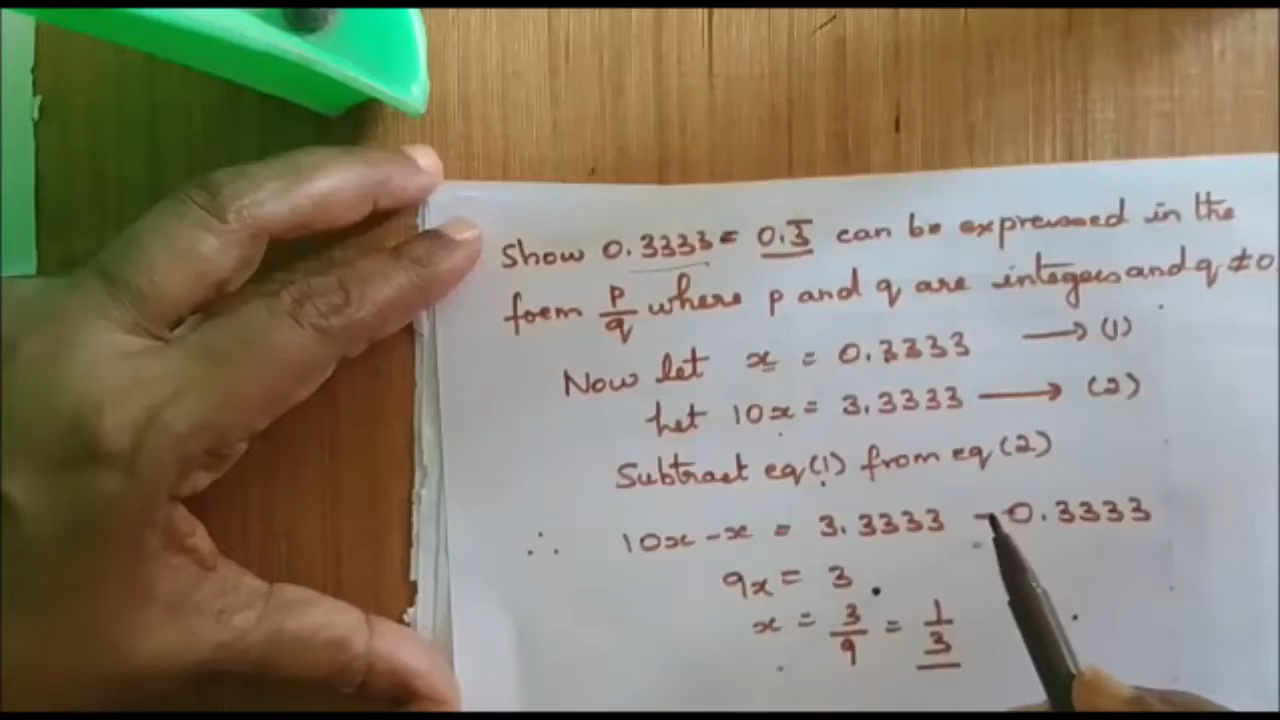 Show 0.3333 = 0.3̅ can be expressed in the
form p/q where p and q are integers and q ≠ 0
Now let x = 0.3333 → (1)
Let 10x = 3.3333 → (2)
Subtract eq(1) from eq(2)
∴ 10x - x = 3.3333 - 0.3333
9x = 3
x = 3/9 = 1/3